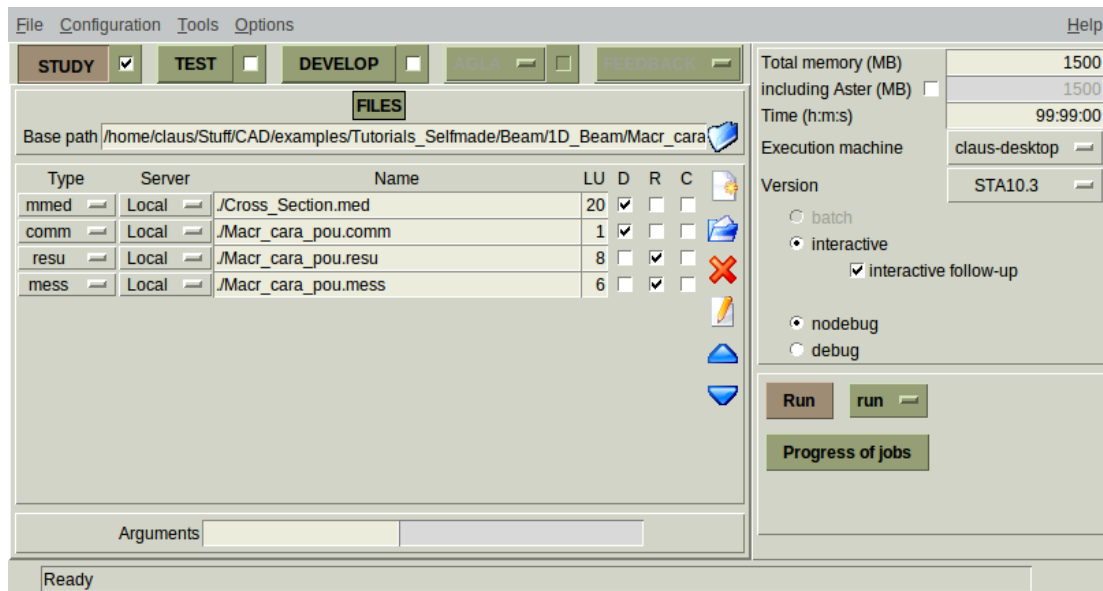 File Configuration Tools Options Help
STUDY TEST DEVELOP AGLA FEEDBACK
FILES
Base path /home/claus/Stuff/CAD/examples/Tutorials_Selfmade/Beam/1D_Beam/Macr_cara
Type Server Name LU D R C
mmed Local ./Cross_Section.med 20
comm Local ./Macr_cara_pou.comm 1
resu Local ./Macr_cara_pou.resu 8
mess Local ./Macr_cara_pou.mess 6
Arguments
Total memory (MB) 1500
including Aster (MB) 1500
Time (h:m:s) 99:99:00
Execution machine claus-desktop
Version STA10.3
batch
interactive
interactive follow-up
nodebug
debug
Run run
Progress of jobs
Ready